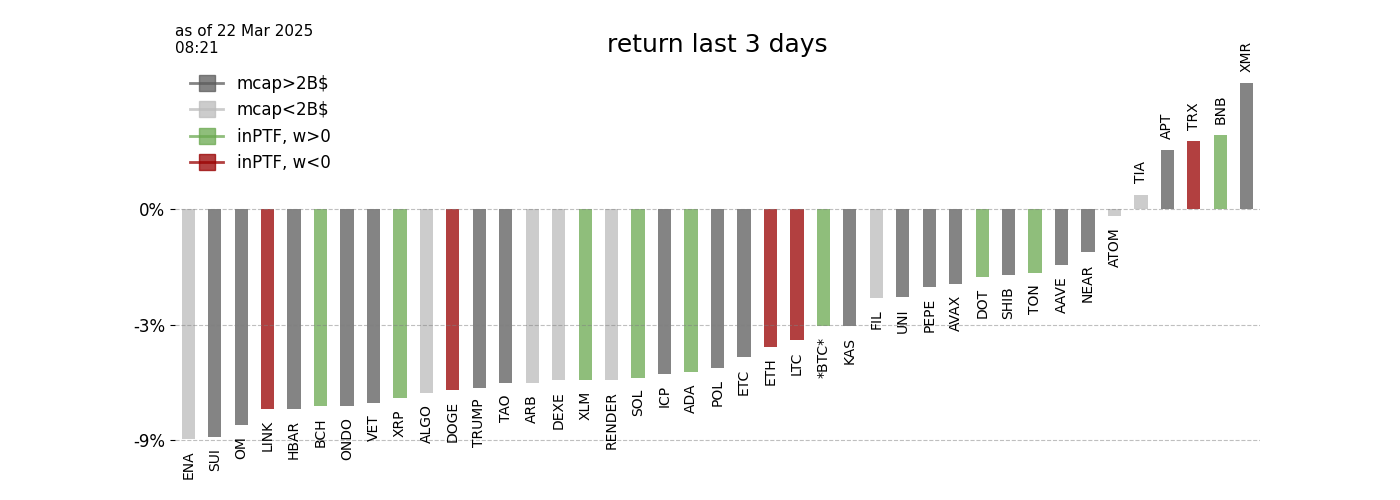 as of 22 Mar 2025
08:21
return last 3 days
mcap>2B$
mcap<2B$
inPTF, w>0
inPTF, w<0
0%
-3%
-9%
ENA
SUI
OM
LINK
HBAR
BCH
ONDO
VET
XRP
ALGO
DOGE
TRUMP
TAO
ARB
DEXE
XLM
RENDER
SOL
ICP
ADA
POL
ETC
ETH
LTC
*BTC*
KAS
FIL
UNI
PEPE
AVAX
DOT
SHIB
TON
AAVE
NEAR
ATOM
TIA
APT
TRX
BNB
XMR